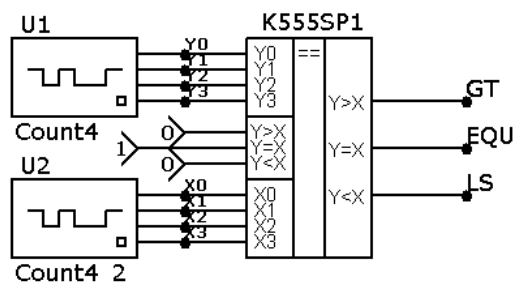 U1
K555SP1
Y0
Y1
Y2
Y3
Count4
Y0
Y1
Y2
Y3
==
Y>X
GT
0
1
0
Y>X
Y=X
Y<X
Y=X
EQU
U2
X0
X1
X2
X3
Count4 2
X0
X1
X2
X3
Y<X
LS